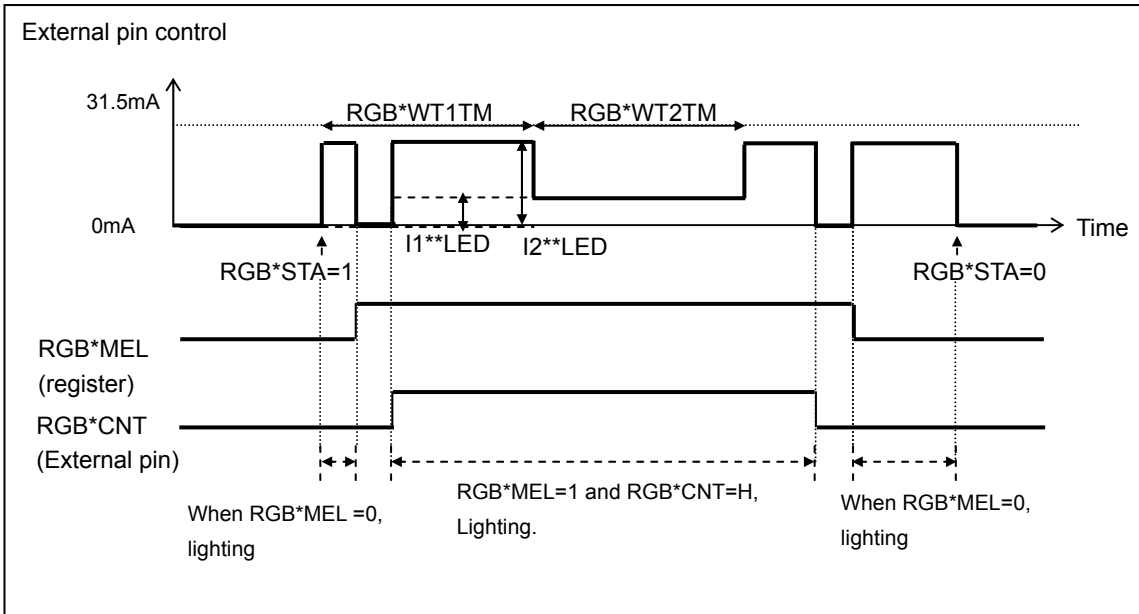 External pin control
31.5mA
RGB*WT1TM
RGB*WT2TM
0mA
Time
I1**LED
I2**LED
RGB*STA=1
RGB*STA=0
RGB*MEL
(register)
RGB*CNT
(External pin)
When RGB*MEL =0,
lighting
RGB*MEL=1 and RGB*CNT=H,
Lighting.
When RGB*MEL=0,
lighting